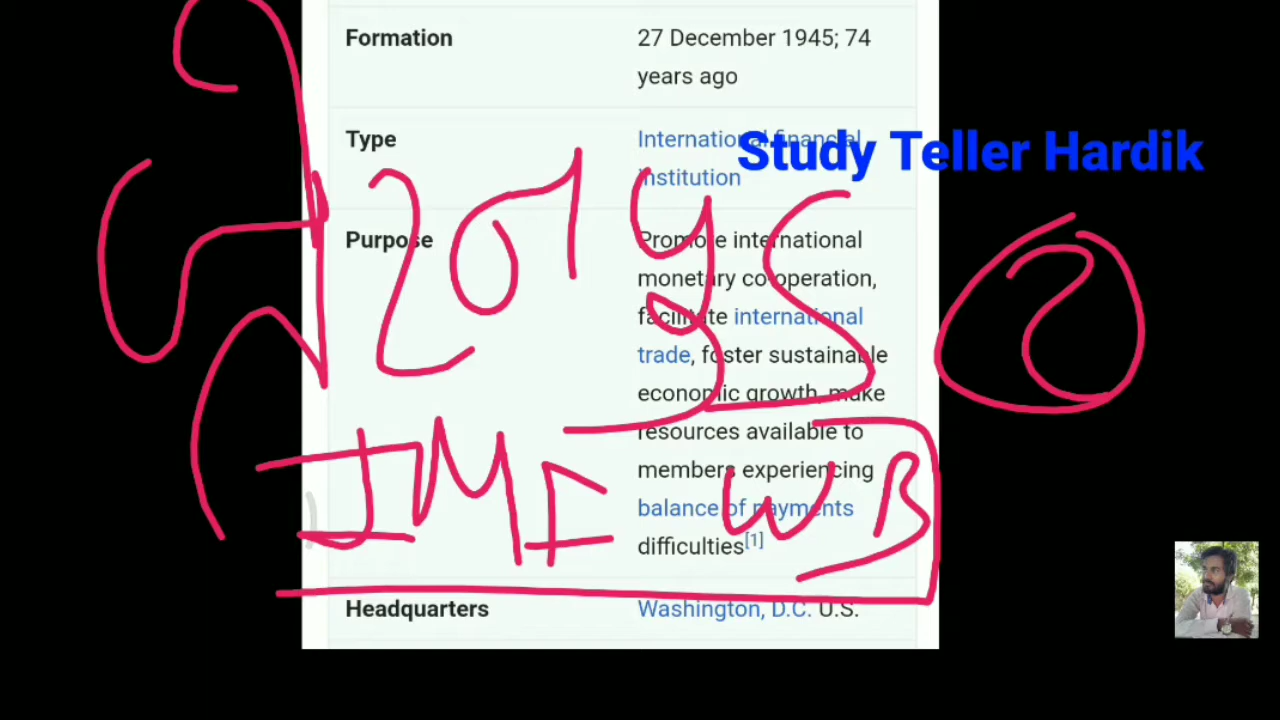 Formation 27 December 1945; 74
years ago
Study Teller Hardik
Type International financial
institution
Purpose Promote international
monetary co-operation,
facilitate international
trade, foster sustainable
economic growth, make
resources available to
members experiencing
balance of payments
difficulties[1]
IMF WB
Headquarters Washington, D.C. U.S.